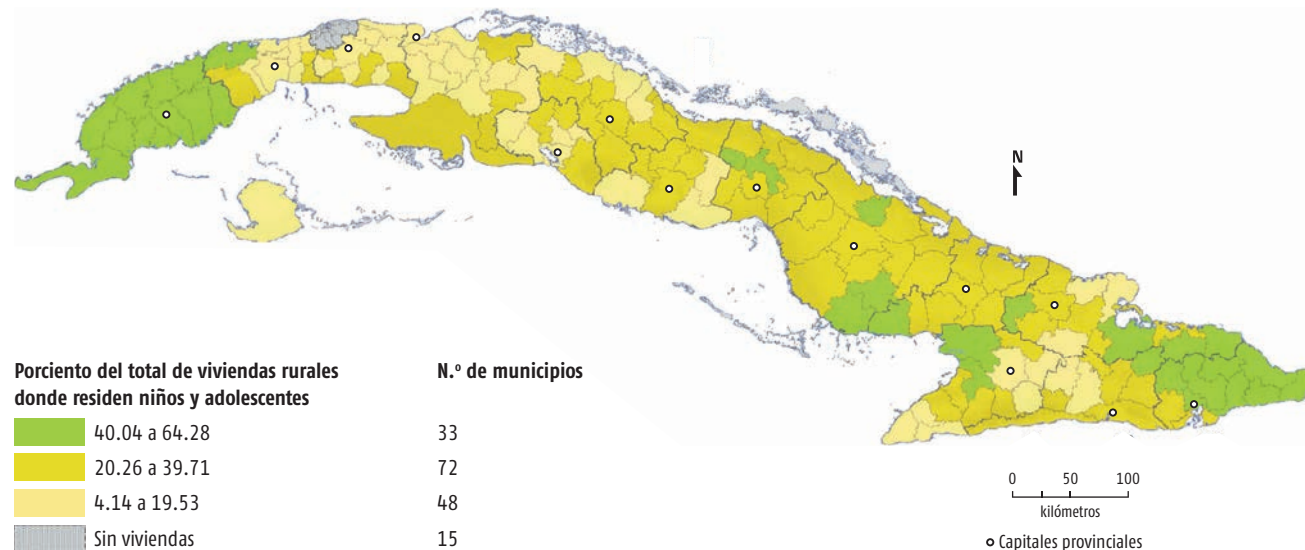 N
Porciento del total de viviendas rurales
donde residen niños y adolescentes
N.º de municipios
40.04 a 64.28 33
20.26 a 39.71 72
4.14 a 19.53 48
Sin viviendas 15
0 50 100
kilómetros
Capitales provinciales